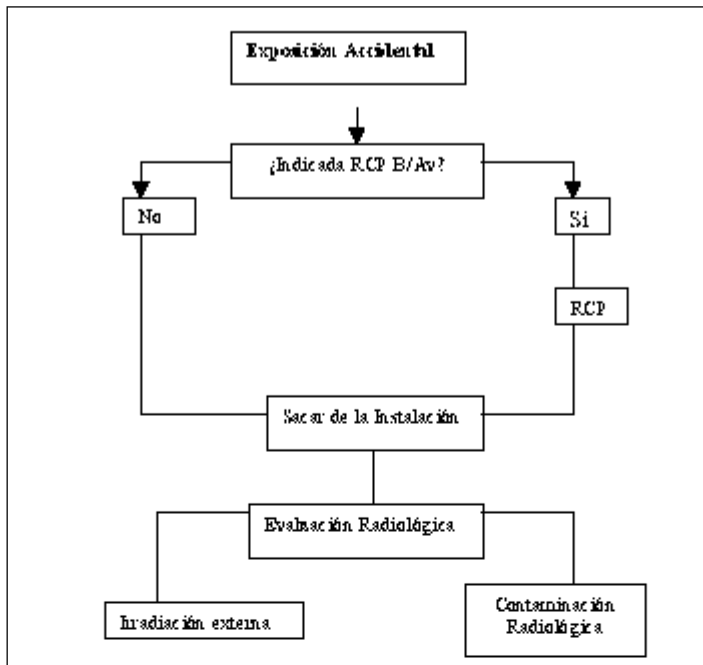 Exposición Accidental
¿Indicada RCP B/Av?
No
Si
RCP
Sacar de la Instalación
Evaluación Radiológica
Irradiación externa
Contaminación
Radiológica